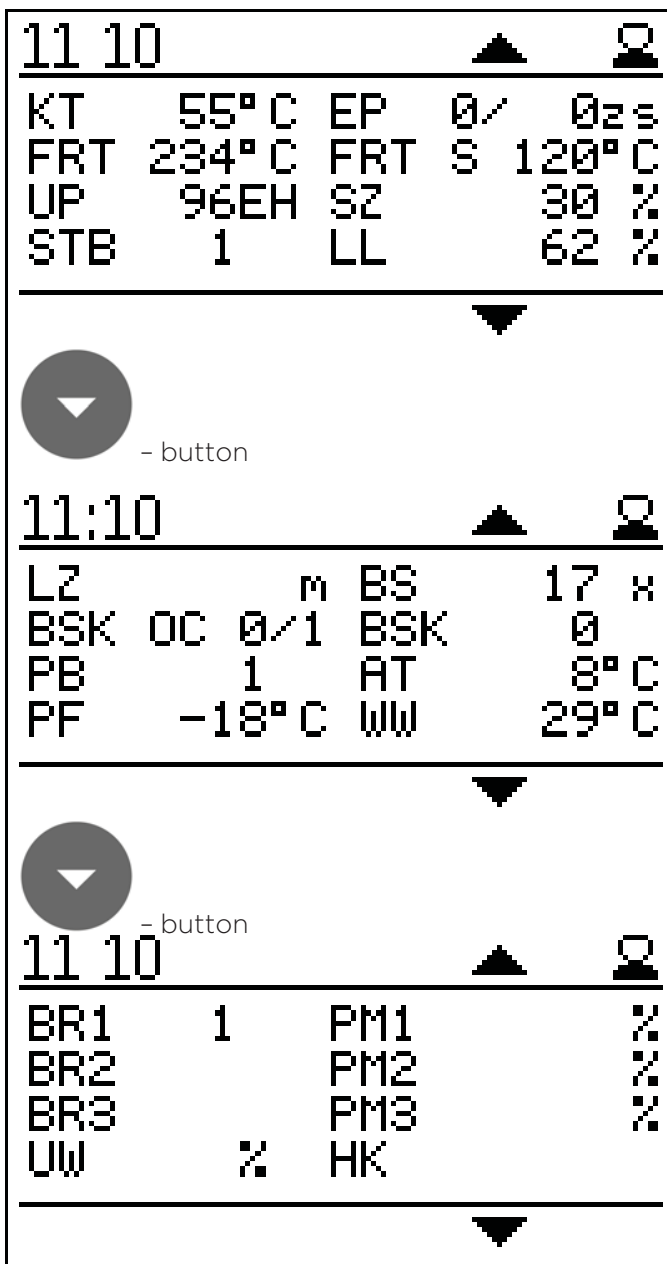 11 10
KT 55°C EP 0/ 0zs
FRT 234°C FRT S 120°C
UP 96EH SZ 30 %
STB 1 LL 62 %
- button
11:10
LZ m BS 17 x
BSK OC 0/1 BSK 0
PB 1 AT 8°C
PF -18°C WW 29°C
- button
11 10
BR1 1 PM1 %
BR2 PM2 %
BR3 PM3 %
UW % HK